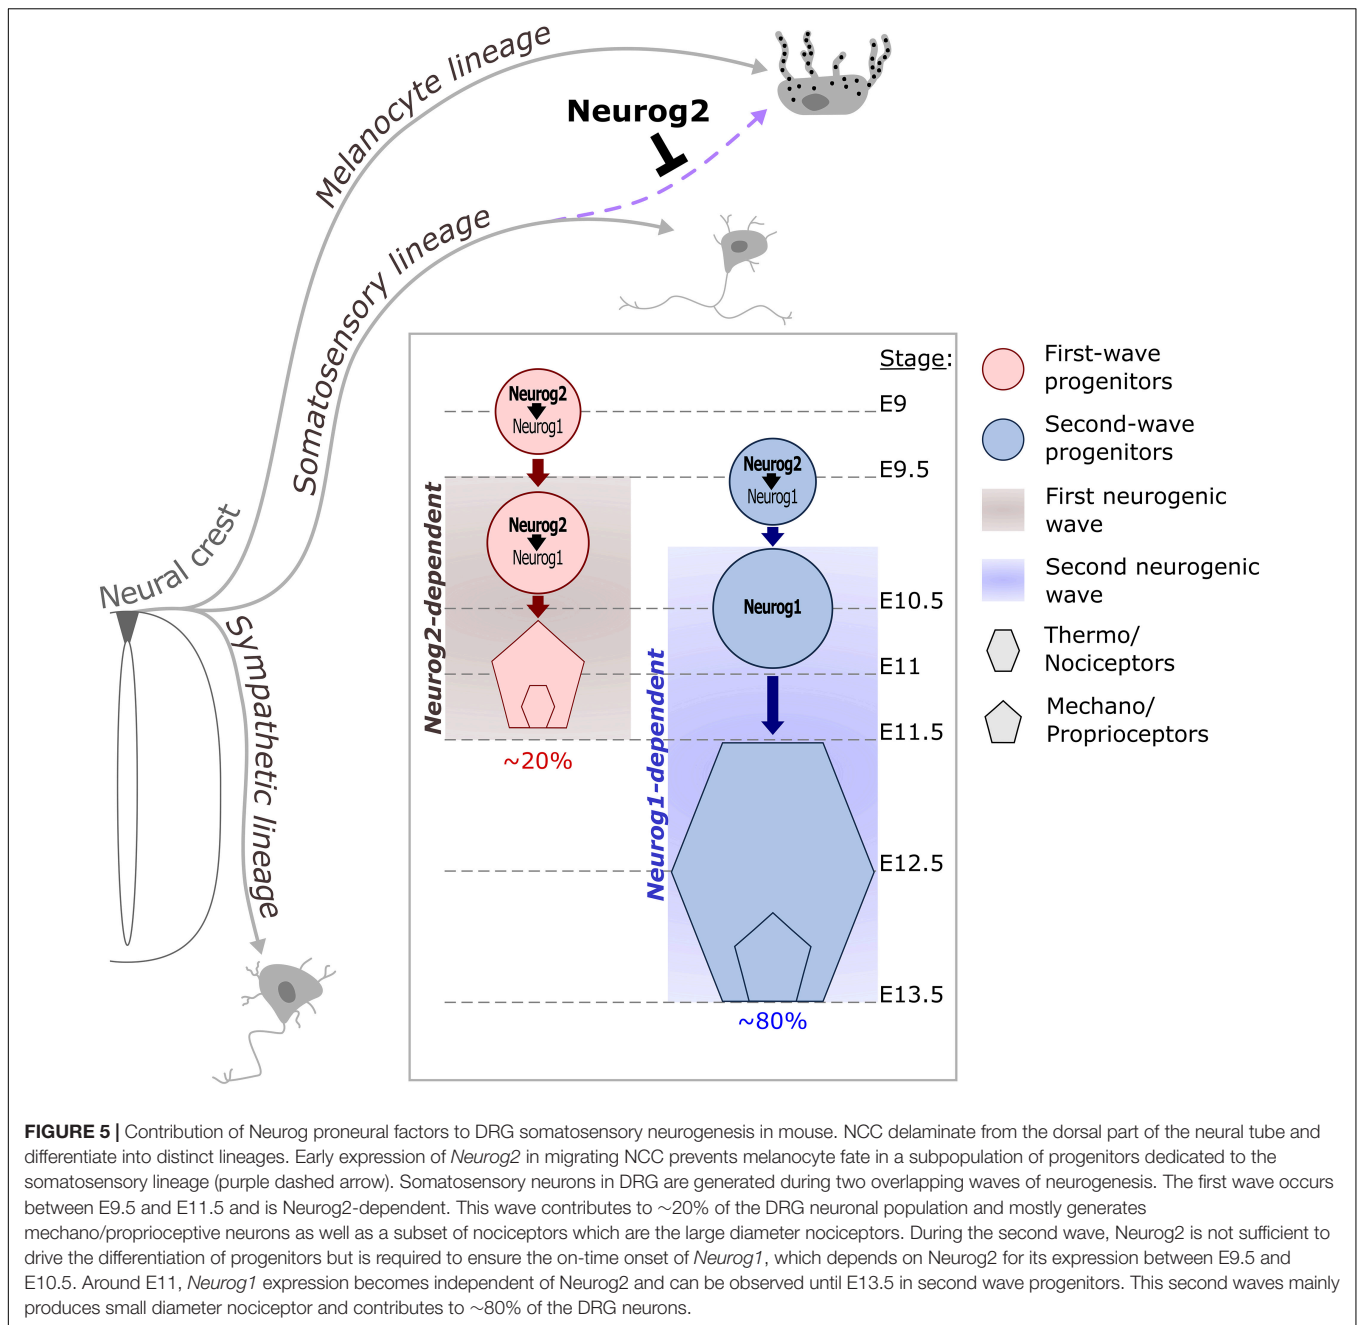 Melanocyte lineage
Neurog2
Somatosensory lineage
Neural crest
Sympathetic lineage
Stage:
E9
E9.5
E10.5
E11
E11.5
E12.5
E13.5
Neurog2
Neurog1
Neurog2
Neurog1
Neurog2-dependent
~20%
Neurog2
Neurog1
Neurog1
Neurog1-dependent
~80%
First-wave
progenitors
Second-wave
progenitors
First neurogenic
wave
Second neurogenic
wave
Thermo/
Nociceptors
Mechano/
Proprioceptors
FIGURE 5 | Contribution of Neurog proneural factors to DRG somatosensory neurogenesis in mouse. NCC delaminate from the dorsal part of the neural tube and
differentiate into distinct lineages. Early expression of Neurog2 in migrating NCC prevents melanocyte fate in a subpopulation of progenitors dedicated to the
somatosensory lineage (purple dashed arrow). Somatosensory neurons in DRG are generated during two overlapping waves of neurogenesis. The first wave occurs
between E9.5 and E11.5 and is Neurog2-dependent. This wave contributes to ~20% of the DRG neuronal population and mostly generates
mechano/proprioceptive neurons as well as a subset of nociceptors which are the large diameter nociceptors. During the second wave, Neurog2 is not sufficient to
drive the differentiation of progenitors but is required to ensure the on-time onset of Neurog1, which depends on Neurog2 for its expression between E9.5 and
E10.5. Around E11, Neurog1 expression becomes independent of Neurog2 and can be observed until E13.5 in second wave progenitors. This second waves mainly
produces small diameter nociceptor and contributes to ~80% of the DRG neurons.